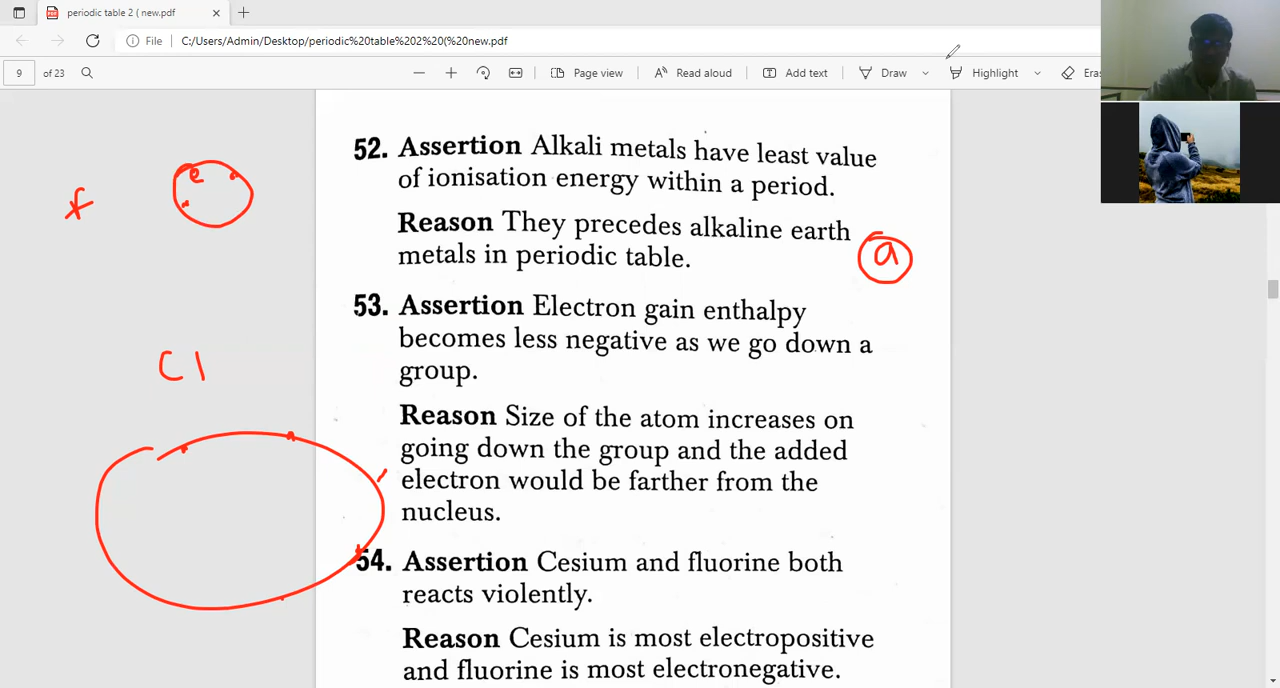 periodic table 2 ( new.pdf
File C:/Users/Admin/Desktop/periodic%20table%202%20(%20new.pdf
9 of 23 Page view Read aloud Add text Draw Highlight Eras
52. Assertion Alkali metals have least value
of ionisation energy within a period.
Reason They precedes alkaline earth
metals in periodic table.
a
53. Assertion Electron gain enthalpy
becomes less negative as we go down a
group.
Reason Size of the atom increases on
going down the group and the added
electron would be farther from the
nucleus.
54. Assertion Cesium and fluorine both
reacts violently.
Reason Cesium is most electropositive
and fluorine is most electronegative.
f
e
Cl